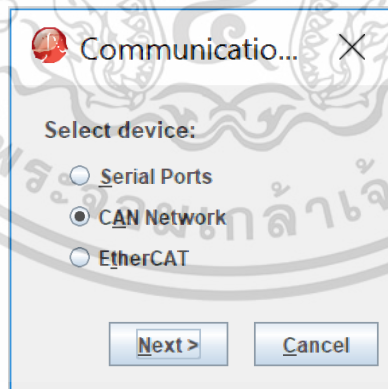 Communicatio...
Select device:
Serial Ports
CAN Network
EtherCAT
Next >
Cancel